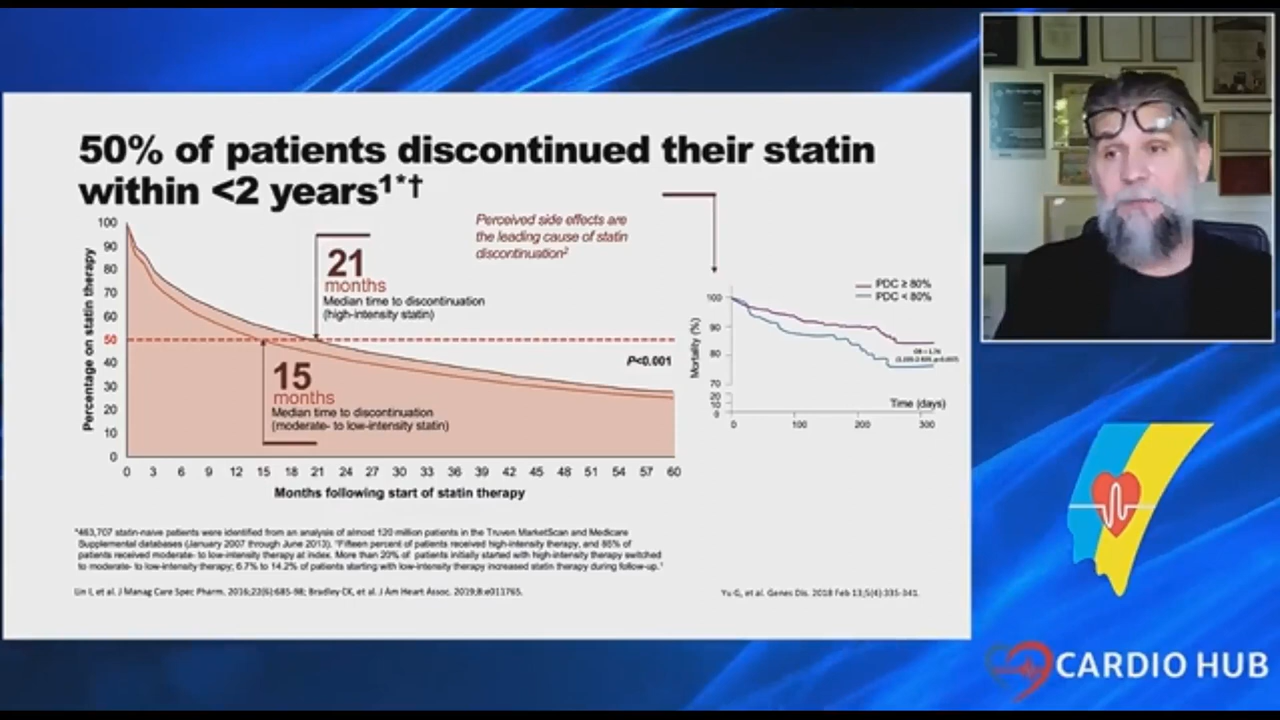 50% of patients discontinued their statin
within <2 years¹*†
Perceived side effects are
the leading cause of statin
discontinuation²
Percentage on statin therapy
100
90
80
70
60
50
40
30
20
10
0
21
months
Median time to discontinuation
(high-intensity statin)
15
months
Median time to discontinuation
(moderate- to low-intensity statin)
P<0.001
0 3 6 9 12 15 18 21 24 27 30 33 36 39 42 45 48 51 54 57 60
Months following start of statin therapy
PDC ≥ 80%
PDC < 80%
Mortality (%)
100
90
80
70
20
10
0
Time (days)
0 100 200 300
*463,707 statin-naive patients were identified from an analysis of almost 120 million patients in the Truven MarketScan and Medicare
Supplemental databases (January 2007 through June 2013). †Fifteen percent of patients received high-intensity therapy, and 85% of
patients received moderate- to low-intensity therapy at index. More than 20% of patients initially started with high-intensity therapy switched
to moderate- to low-intensity therapy; 6.7% to 14.2% of patients starting with low-intensity therapy increased statin therapy during follow-up.¹
Lin I, et al. J Manag Care Spec Pharm. 2016;22(6):685-98; Bradley CK, et al. J Am Heart Assoc. 2019;8:e011765.
Yu G, et al. Genes Dis. 2018 Feb 13;5(4):335-341.
CARDIO HUB